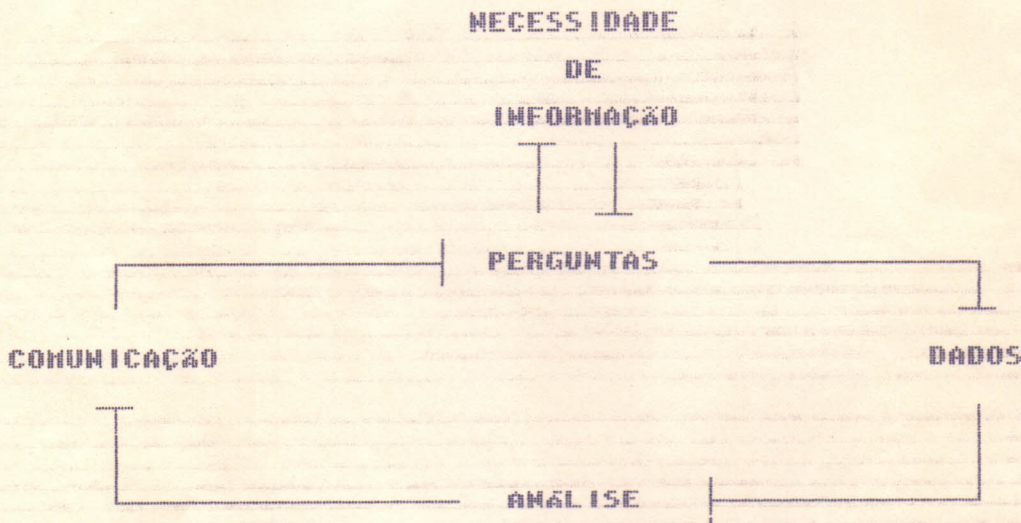 NECESSIDADE
DE
INFORMAÇÃO
PERGUNTAS
COMUNICAÇÃO
DADOS
ANÁLISE